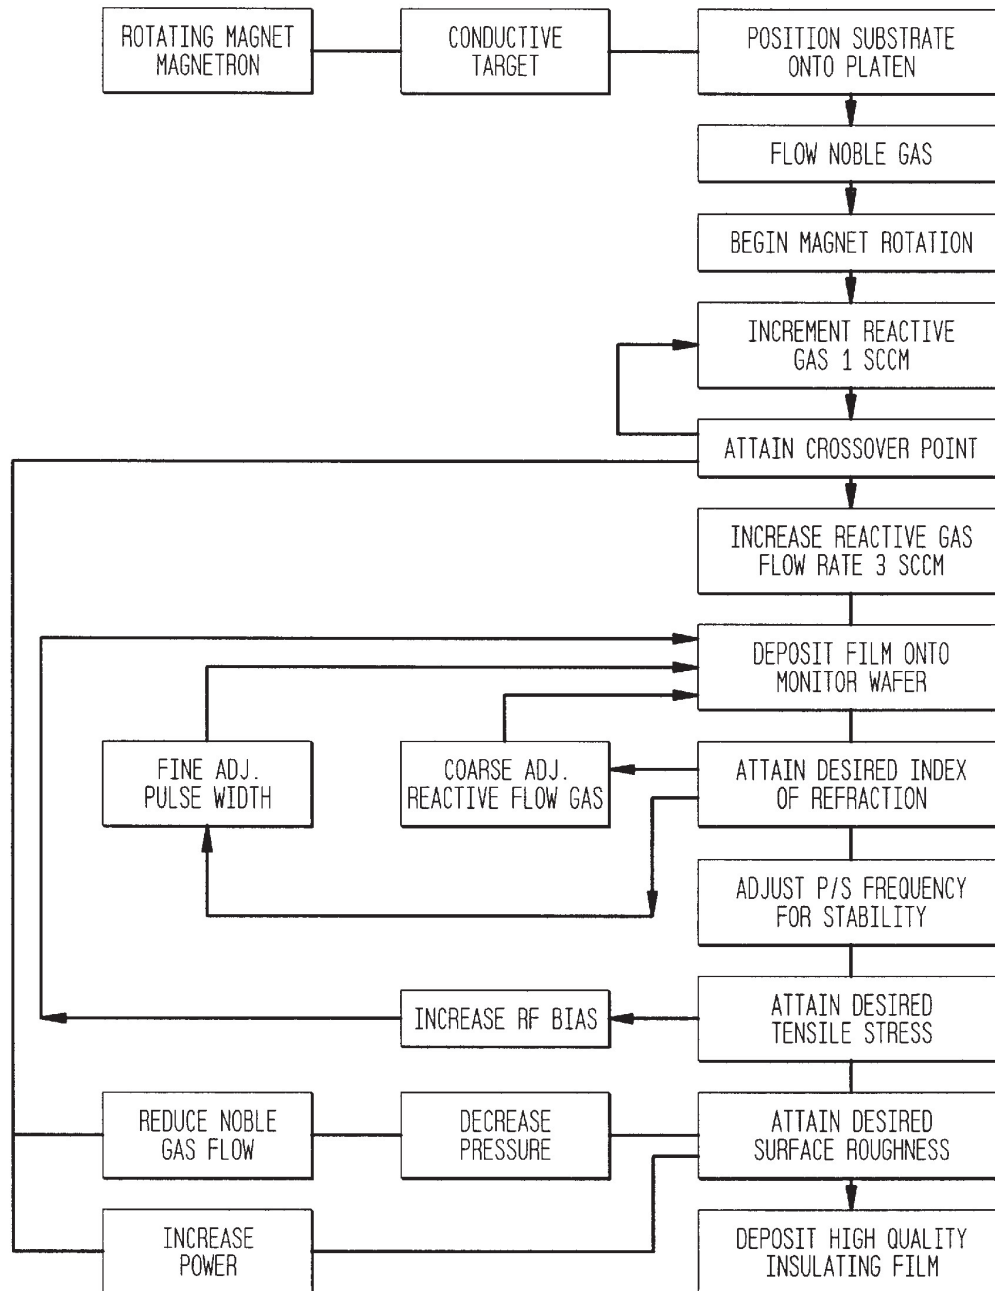 ROTATING MAGNET
MAGNETRON
CONDUCTIVE
TARGET
POSITION SUBSTRATE
ONTO PLATEN
FLOW NOBLE GAS
BEGIN MAGNET ROTATION
INCREMENT REACTIVE
GAS 1 SCCM
ATTAIN CROSSOVER POINT
INCREASE REACTIVE GAS
FLOW RATE 3 SCCM
DEPOSIT FILM ONTO
MONITOR WAFER
FINE ADJ.
PULSE WIDTH
COARSE ADJ.
REACTIVE FLOW GAS
ATTAIN DESIRED INDEX
OF REFRACTION
ADJUST P/S FREQUENCY
FOR STABILITY
INCREASE RF BIAS
ATTAIN DESIRED
TENSILE STRESS
REDUCE NOBLE
GAS FLOW
DECREASE
PRESSURE
ATTAIN DESIRED
SURFACE ROUGHNESS
INCREASE
POWER
DEPOSIT HIGH QUALITY
INSULATING FILM